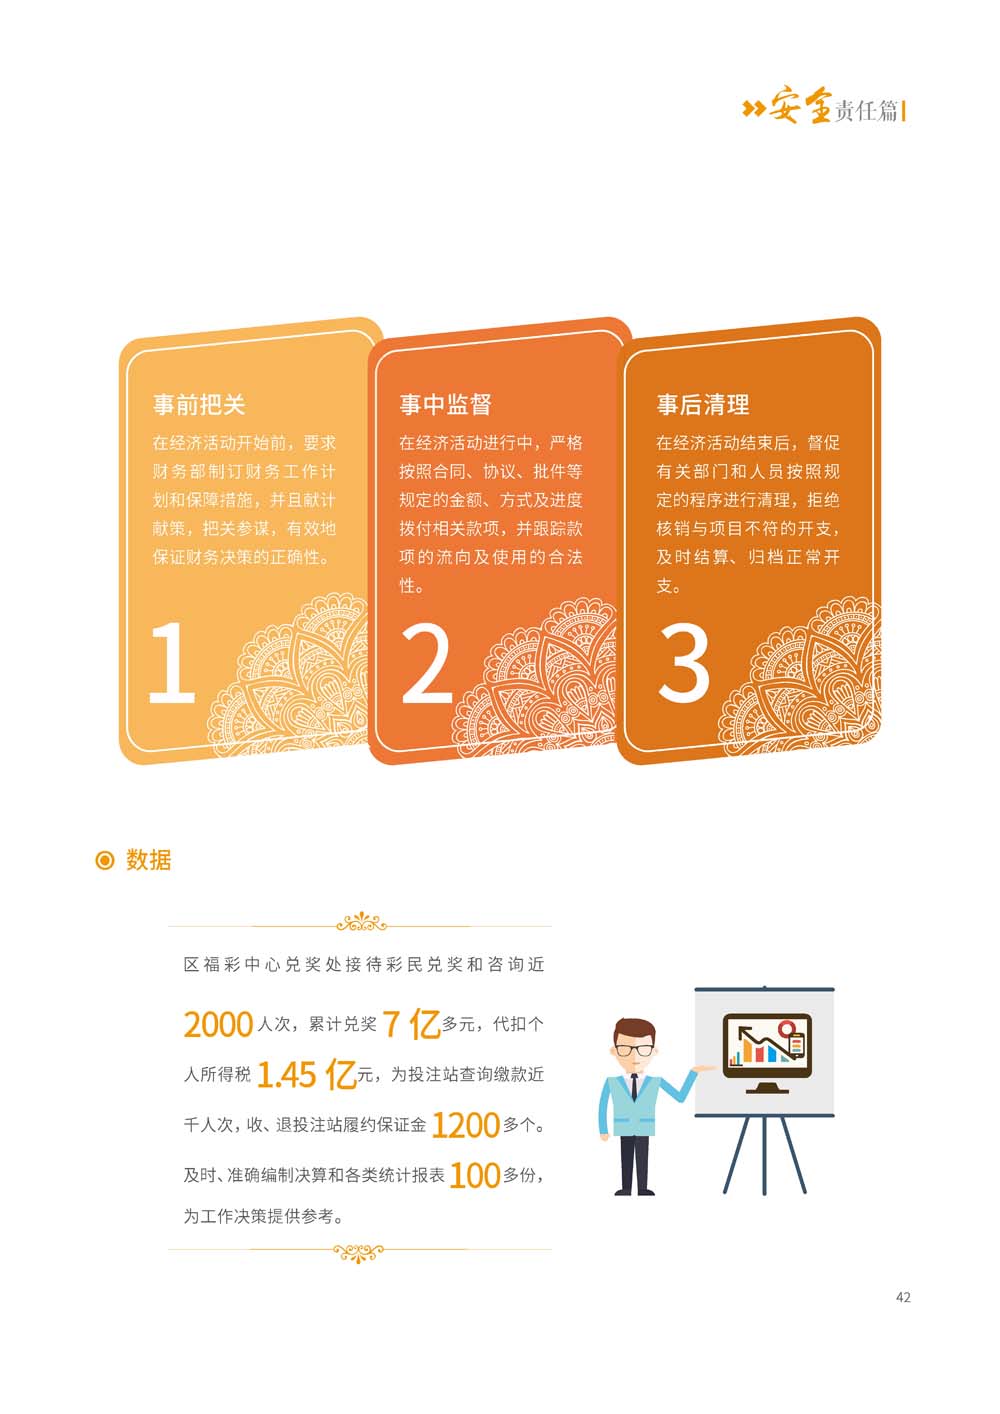 安全责任篇
事前把关
在经济活动开始前，要求
财务部制订财务工作计
划和保障措施，并且献计
献策，把关参谋，有效地
保证财务决策的正确性。
1
事中监督
在经济活动进行中，严格
按照合同、协议、批件等
规定的金额、方式及进度
拨付相关款项，并跟踪款
项的流向及使用的合法
性。
2
事后清理
在经济活动结束后，督促
有关部门和人员按照规
定的程序进行清理，拒绝
核销与项目不符的开支，
及时结算、归档正常开
支。
3
数据
区福彩中心兑奖处接待彩民兑奖和咨询近
2000人次，累计兑奖7亿多元，代扣个
人所得税1.45亿元，为投注站查询缴款近
千人次，收、退投注站履约保证金1200多个。
及时、准确编制决算和各类统计报表100多份，
为工作决策提供参考。
42